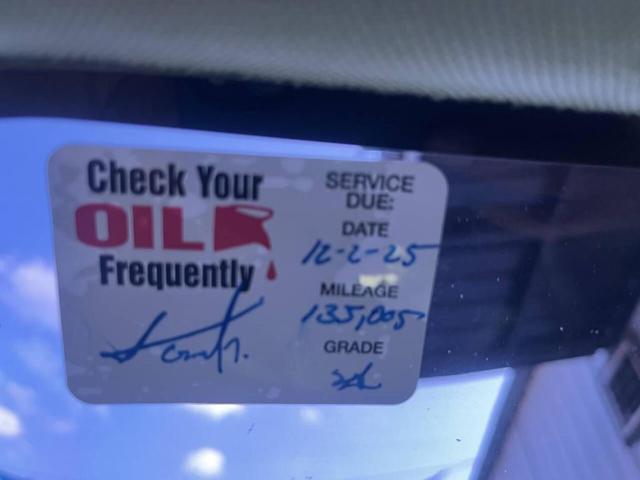 Check Your
OIL
Frequently
SERVICE
DUE:
DATE
12-2-25
MILEAGE
135,005
GRADE